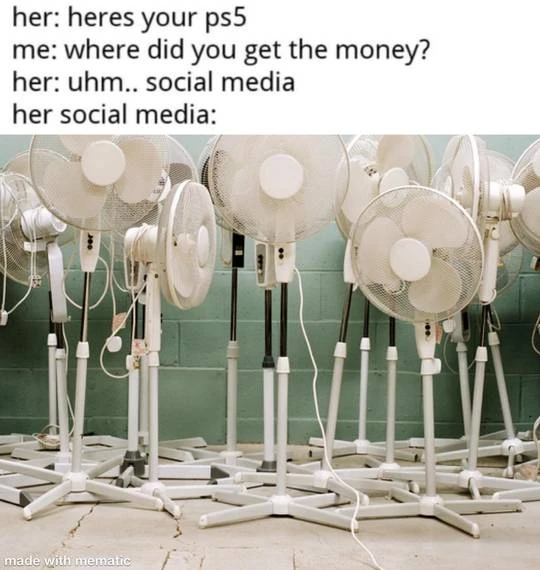 her: heres your ps5
me: where did you get the money?
her: uhm.. social media
her social media:
made with mematic